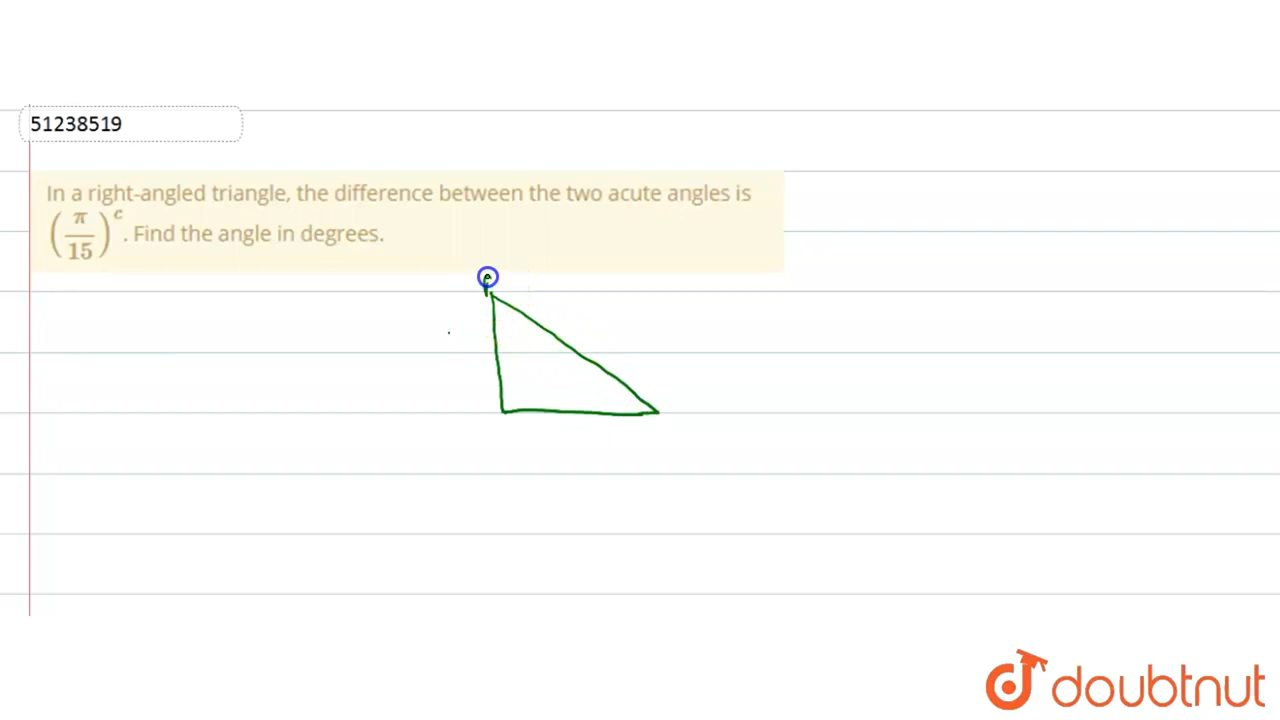 51238519
In a right-angled triangle, the difference between the two acute angles is
(π/15)^c. Find the angle in degrees.
doubtnut